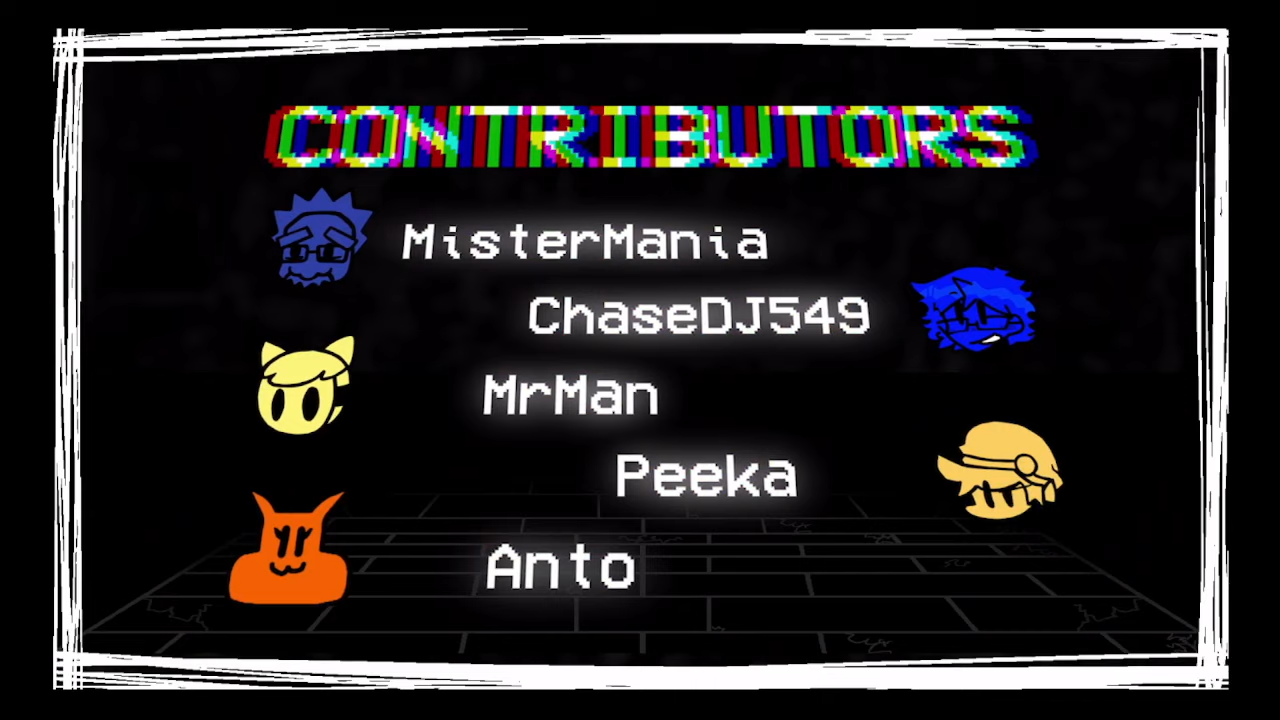 CONTRIBUTORS
MisterMania
ChaseDJ549
MrMan
Peeka
Anto